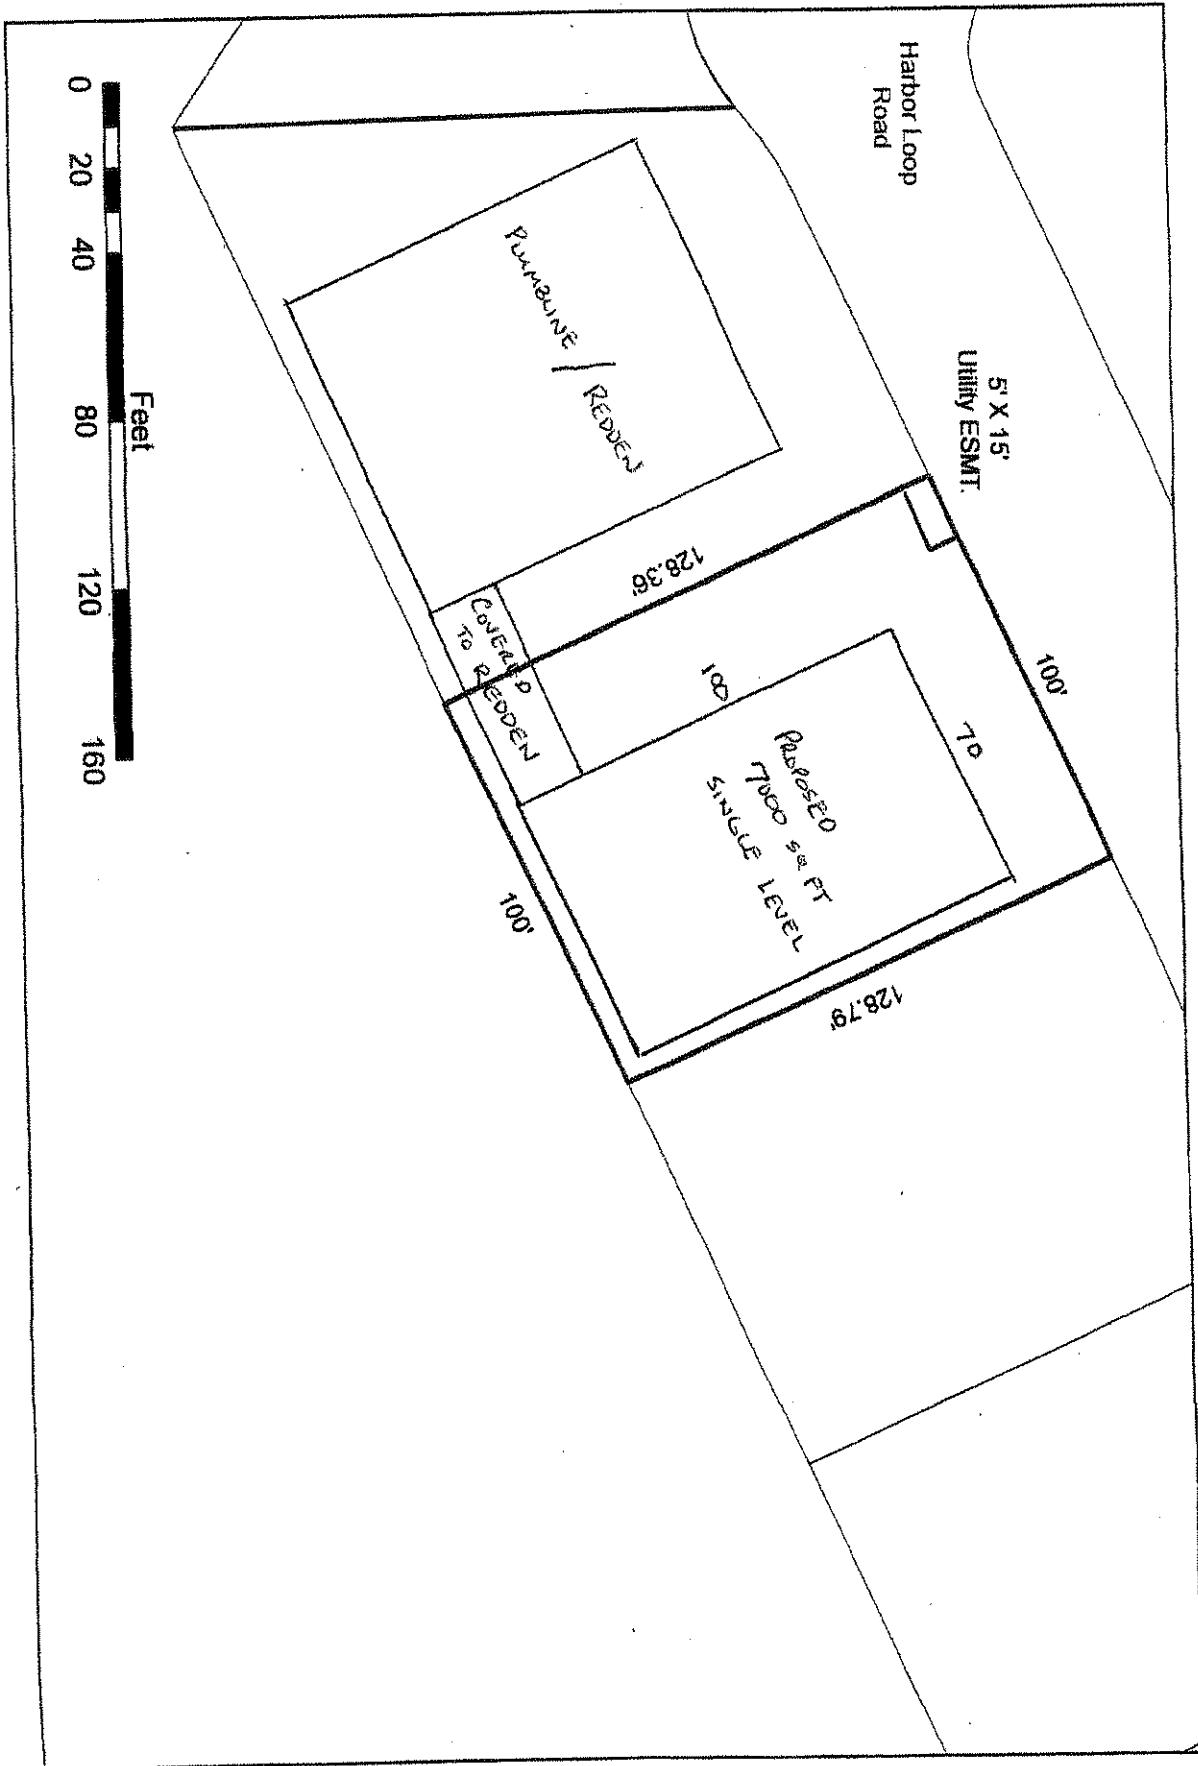 Harbor Loop
Road
5' X 15'
Utility ESMT.
100'
128.36'
128.79'
100'
PLUMBLINE / REDDEN
COVERED
TO REDDEN
100
70
PROPOSED
7000 SQ FT
SINGLE LEVEL
Feet
0 20 40 80 120 160